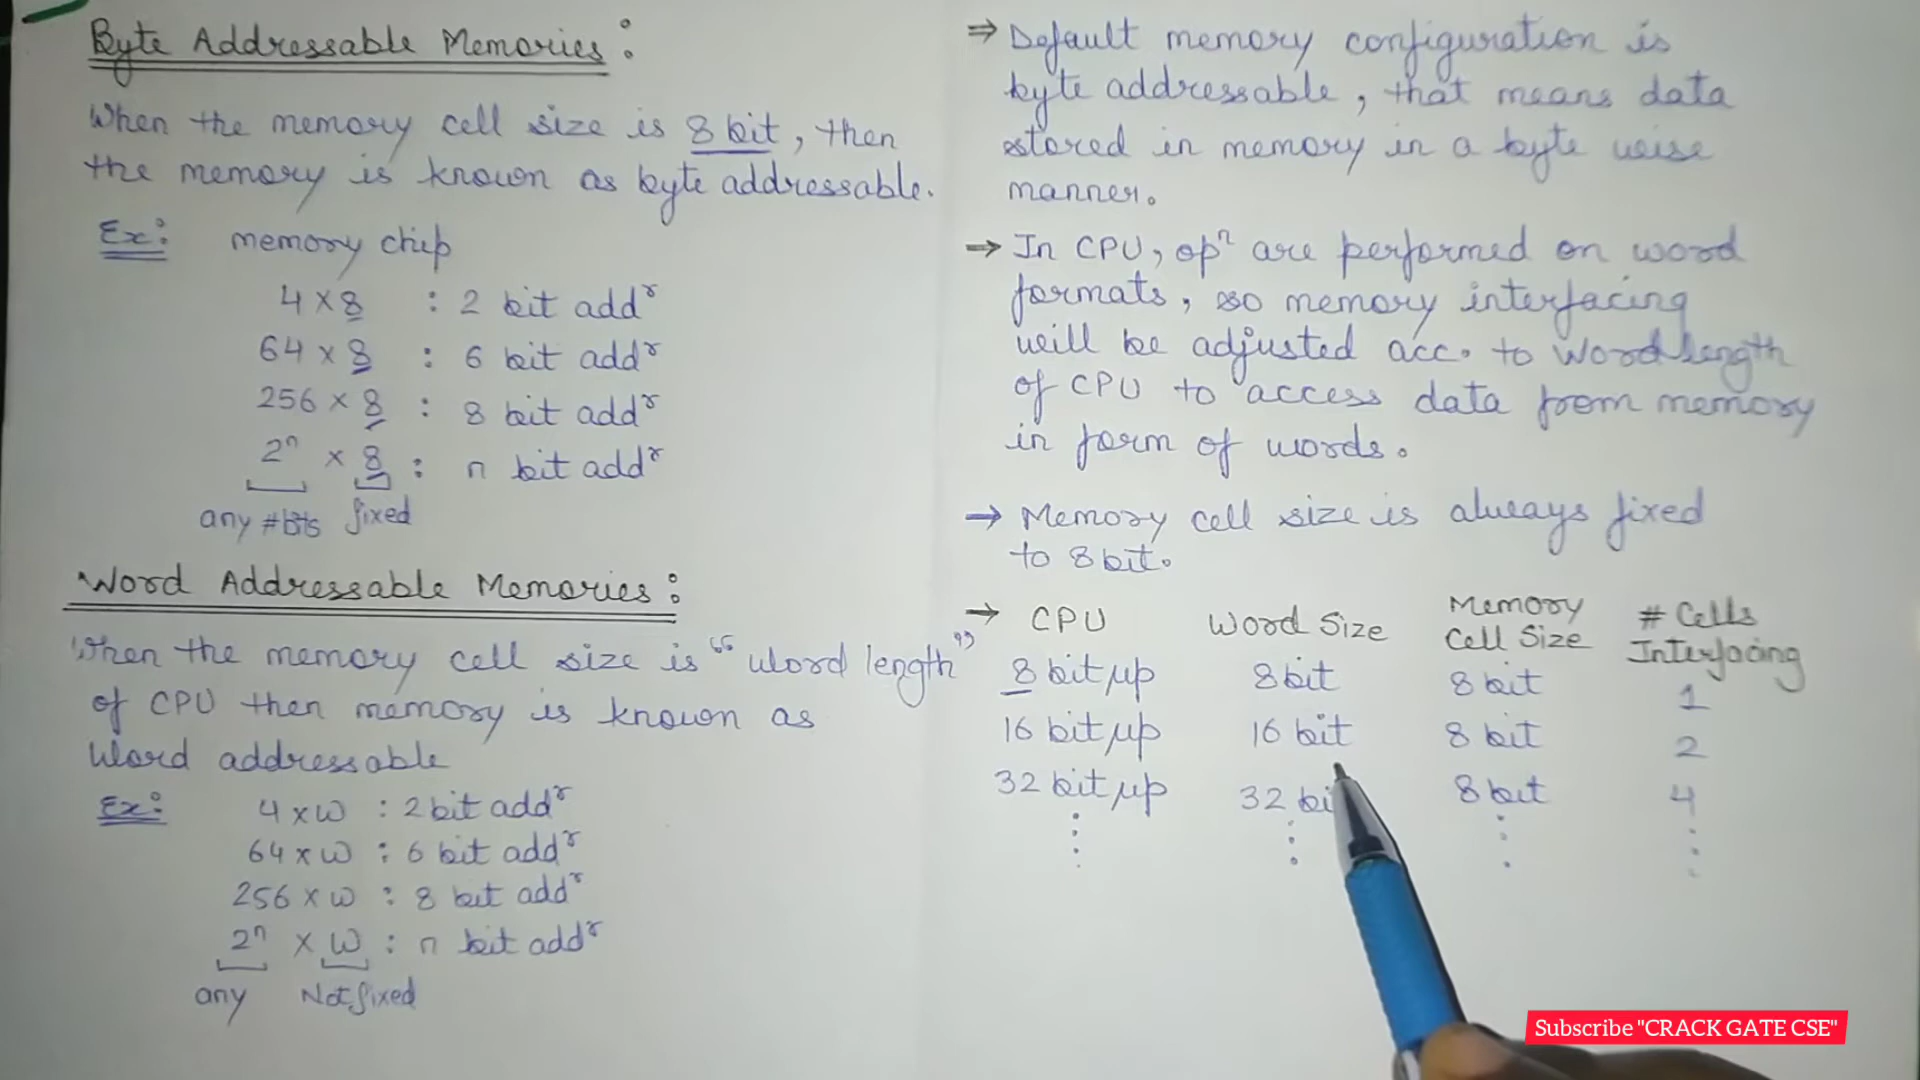 Byte Addressable Memories:
When the memory cell size is 8 bit, then
the memory is known as byte addressable.
Ex: memory chip
4 x 8 : 2 bit addʳ
64 x 8 : 6 bit addʳ
256 x 8 : 8 bit addʳ
2ⁿ x 8 : n bit addʳ
any #bits fixed
Word Addressable Memories:
When the memory cell size is "word length"
of CPU then memory is known as
Word addressable
Ex: 4 x W : 2 bit addʳ
64 x W : 6 bit addʳ
256 x W : 8 bit addʳ
2ⁿ x W : n bit addʳ
any Not fixed
⇒ Default memory configuration is
byte addressable, that means data
stored in memory in a byte wise
manner.
→ In CPU, opⁿ are performed on word
formats, so memory interfacing
will be adjusted acc. to Word length
of CPU to access data from memory
in form of words.
→ Memory cell size is always fixed
to 8 bit.
→ CPU Word Size Memory Cell Size # Cells Interfacing
8 bit μp 8 bit 8 bit 1
16 bit μp 16 bit 8 bit 2
32 bit μp 32 bi 8 bit 4
Subscribe "CRACK GATE CSE"